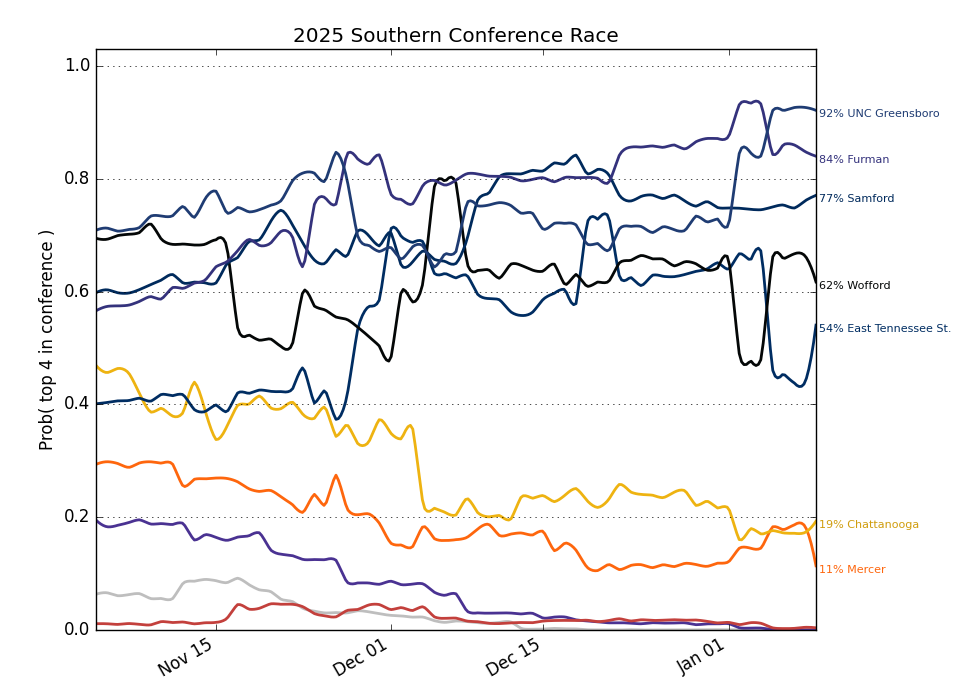 2025 Southern Conference Race
Prob( top 4 in conference )
1.0
0.8
0.6
0.4
0.2
0.0
Nov 15
Dec 01
Dec 15
Jan 01
92% UNC Greensboro
84% Furman
77% Samford
62% Wofford
54% East Tennessee St.
19% Chattanooga
11% Mercer